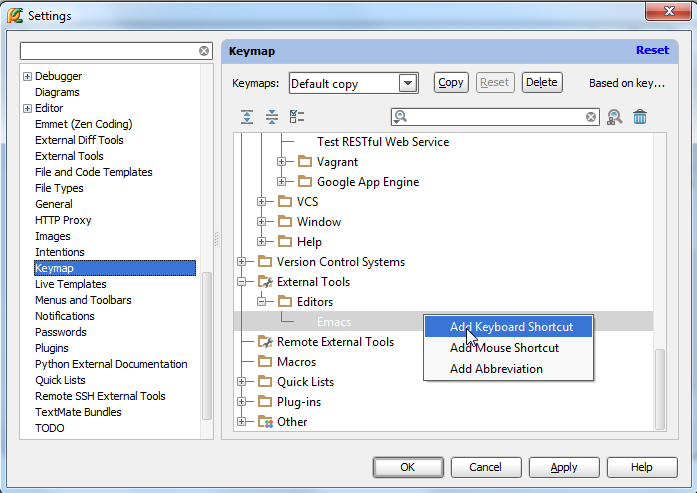 Settings
Keymap
Reset
Debugger
Diagrams
Editor
Emmet (Zen Coding)
External Diff Tools
External Tools
File and Code Templates
File Types
General
HTTP Proxy
Images
Intentions
Keymap
Live Templates
Menus and Toolbars
Notifications
Passwords
Plugins
Python External Documentation
Quick Lists
Remote SSH External Tools
TextMate Bundles
TODO
Keymaps: Default copy Copy Reset Delete Based on key...
Test RESTful Web Service
Vagrant
Google App Engine
VCS
Window
Help
Version Control Systems
External Tools
Editors
Emacs
Remote External Tools
Macros
Quick Lists
Plug-ins
Other
Add Keyboard Shortcut
Add Mouse Shortcut
Add Abbreviation
OK Cancel Apply Help